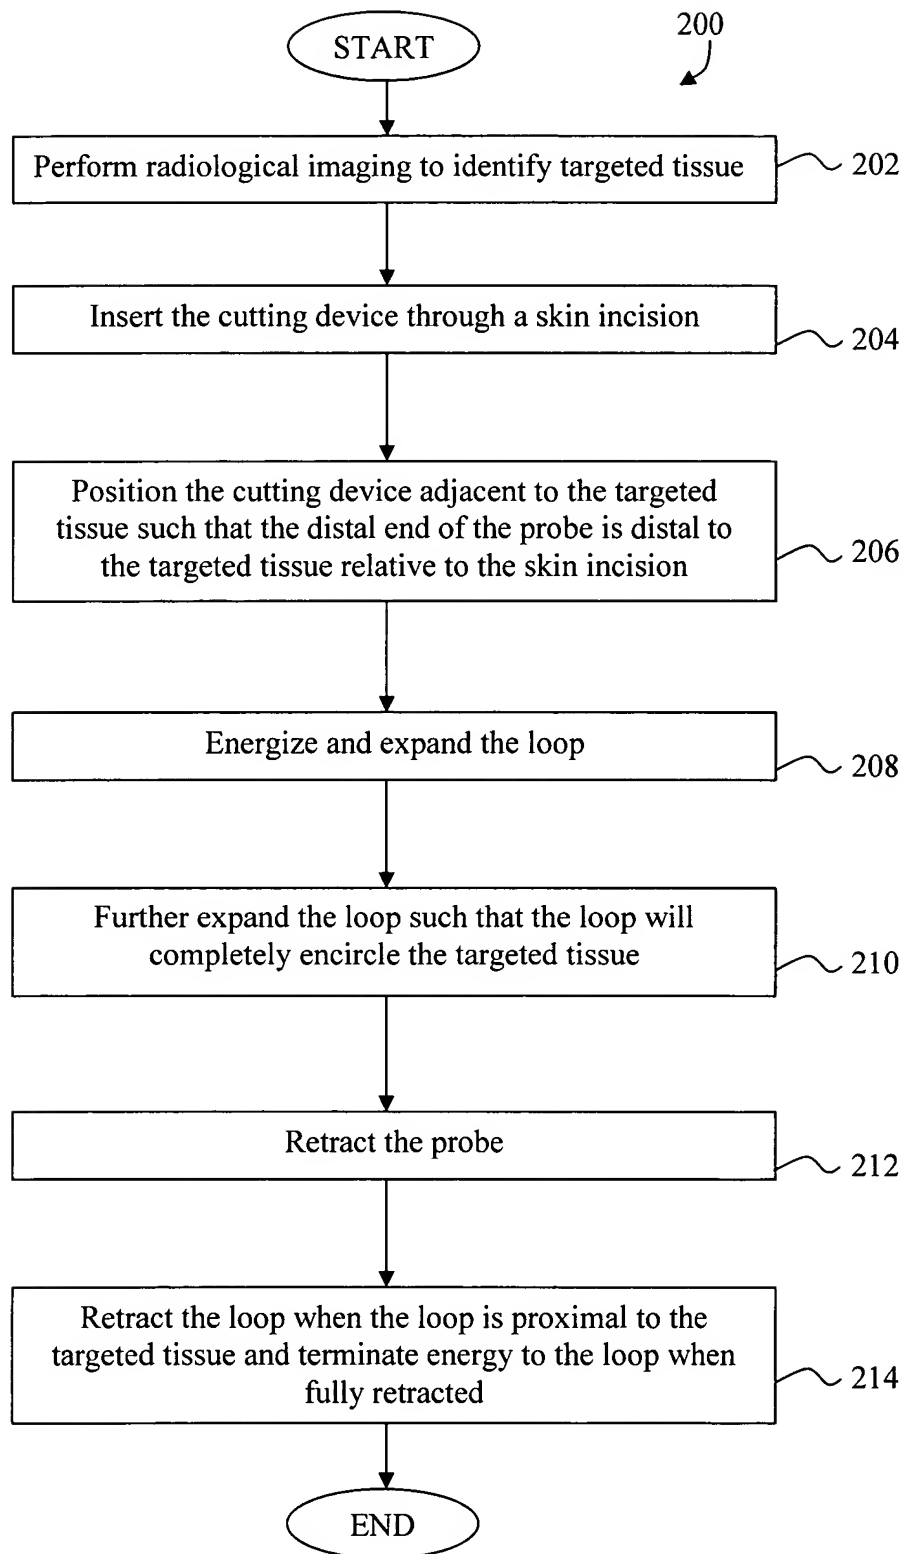 START
200
Perform radiological imaging to identify targeted tissue
202
Insert the cutting device through a skin incision
204
Position the cutting device adjacent to the targeted
tissue such that the distal end of the probe is distal to
the targeted tissue relative to the skin incision
206
Energize and expand the loop
208
Further expand the loop such that the loop will
completely encircle the targeted tissue
210
Retract the probe
212
Retract the loop when the loop is proximal to the
targeted tissue and terminate energy to the loop when
fully retracted
214
END